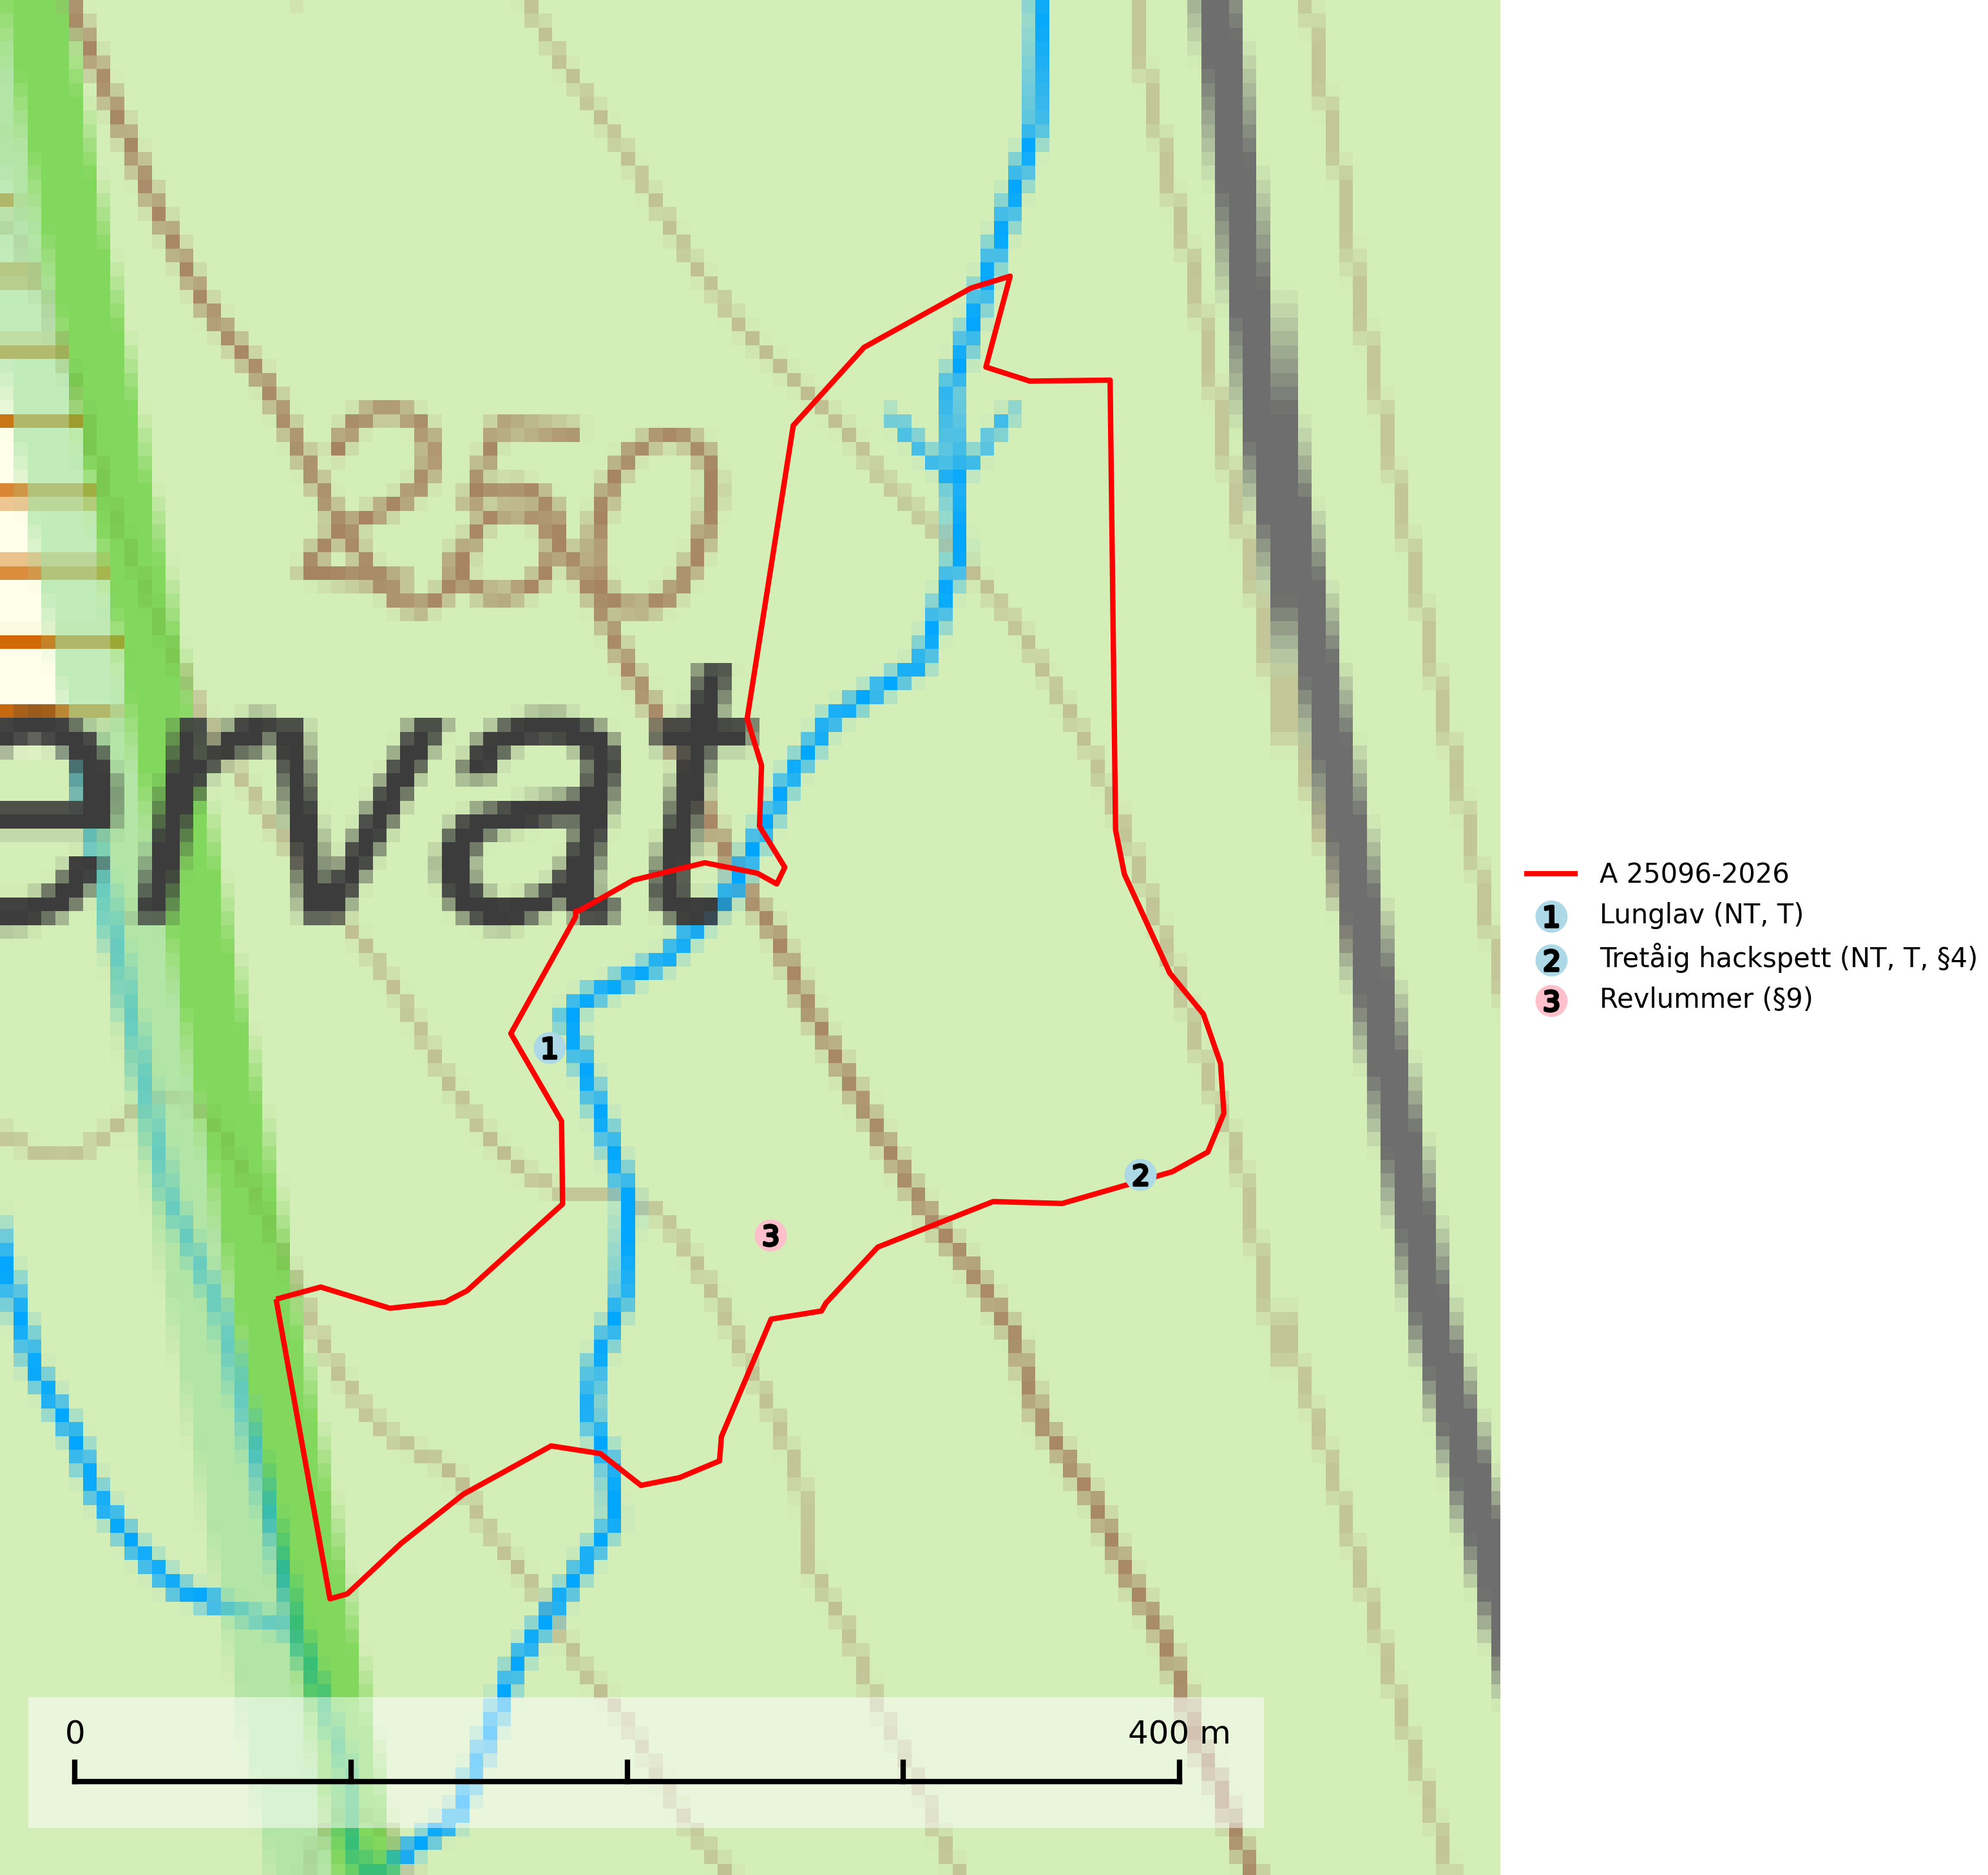 250
ervat
A 25096-2026
1 Lunglav (NT, T)
2 Tretåig hackspett (NT, T, §4)
3 Revlummer (§9)
1
2
3
0 400 m